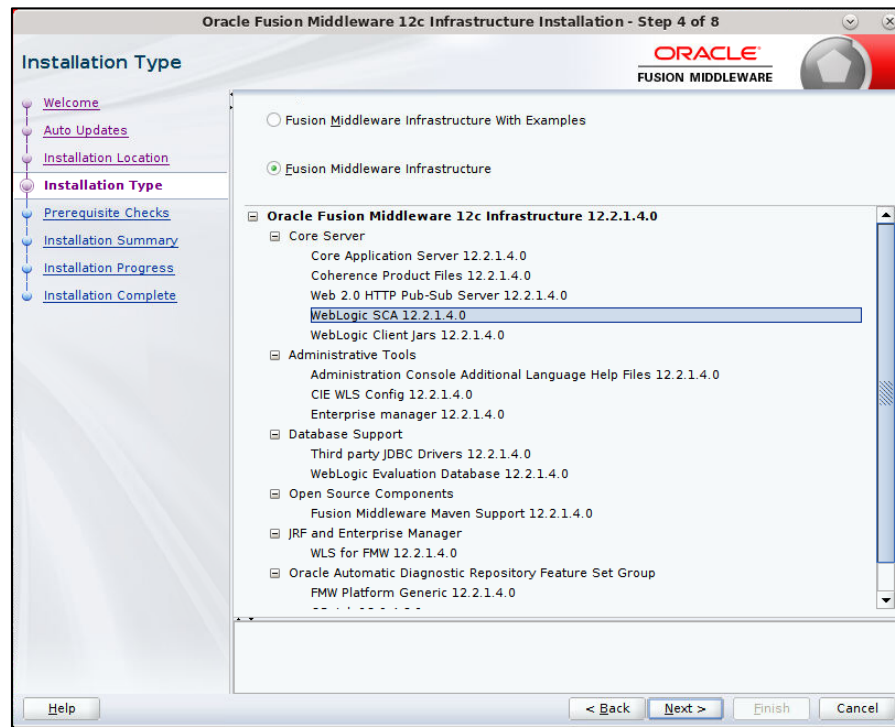 Oracle Fusion Middleware 12c Infrastructure Installation - Step 4 of 8
Installation Type
ORACLE
FUSION MIDDLEWARE
Welcome
Auto Updates
Installation Location
Installation Type
Prerequisite Checks
Installation Summary
Installation Progress
Installation Complete
Fusion Middleware Infrastructure With Examples
Fusion Middleware Infrastructure
Oracle Fusion Middleware 12c Infrastructure 12.2.1.4.0
Core Server
Core Application Server 12.2.1.4.0
Coherence Product Files 12.2.1.4.0
Web 2.0 HTTP Pub-Sub Server 12.2.1.4.0
WebLogic SCA 12.2.1.4.0
WebLogic Client Jars 12.2.1.4.0
Administrative Tools
Administration Console Additional Language Help Files 12.2.1.4.0
CIE WLS Config 12.2.1.4.0
Enterprise manager 12.2.1.4.0
Database Support
Third party JDBC Drivers 12.2.1.4.0
WebLogic Evaluation Database 12.2.1.4.0
Open Source Components
Fusion Middleware Maven Support 12.2.1.4.0
JRF and Enterprise Manager
WLS for FMW 12.2.1.4.0
Oracle Automatic Diagnostic Repository Feature Set Group
FMW Platform Generic 12.2.1.4.0
Help
< Back
Next >
Finish
Cancel